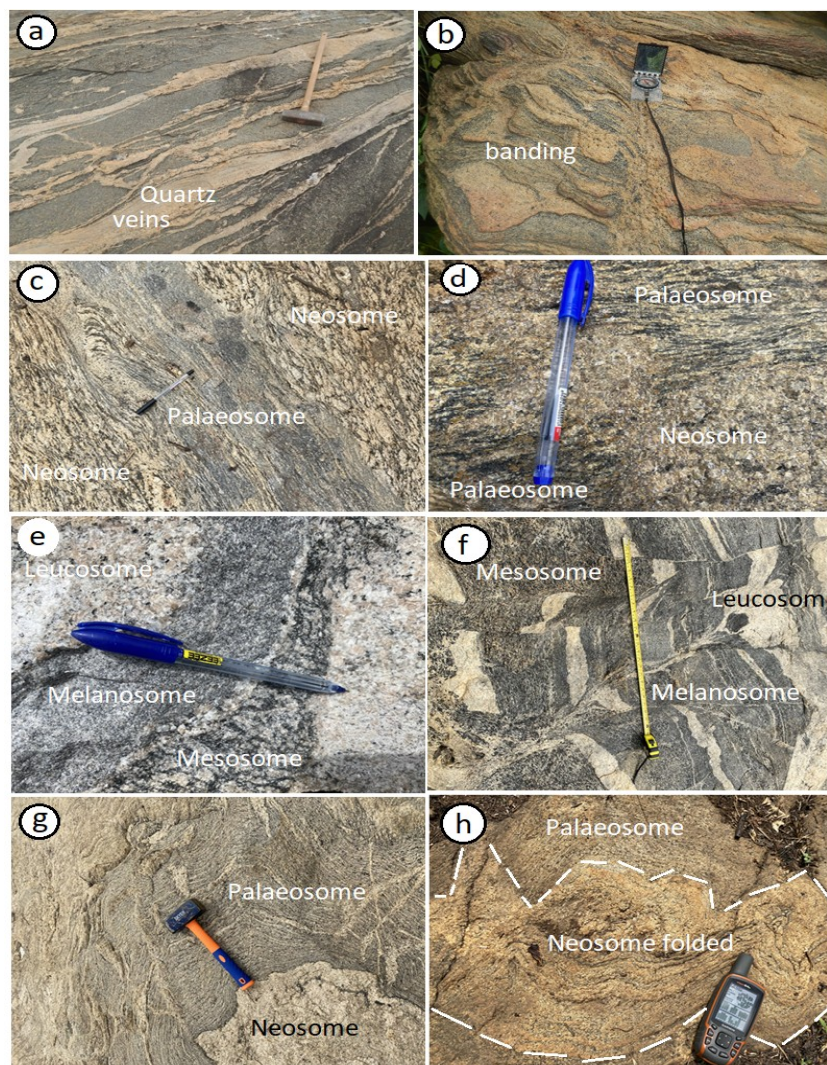 a
Quartz
veins
b
banding
c
Neosome
Palaeosome
Neosome
d
Palaeosome
Neosome
Palaeosome
e
Leucosome
Melanosome
Mesosome
f
Mesosome
Leucosom
Melanosome
g
Palaeosome
Neosome
h
Palaeosome
Neosome folded